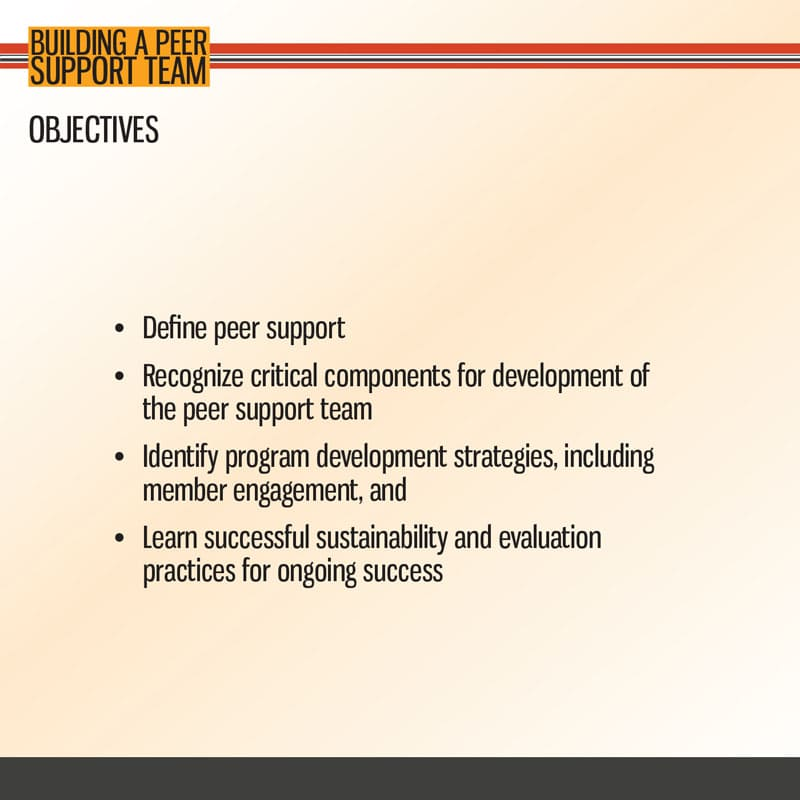 BUILDING A PEER
SUPPORT TEAM
OBJECTIVES
• Define peer support
• Recognize critical components for development of
the peer support team
• Identify program development strategies, including
member engagement, and
• Learn successful sustainability and evaluation
practices for ongoing success